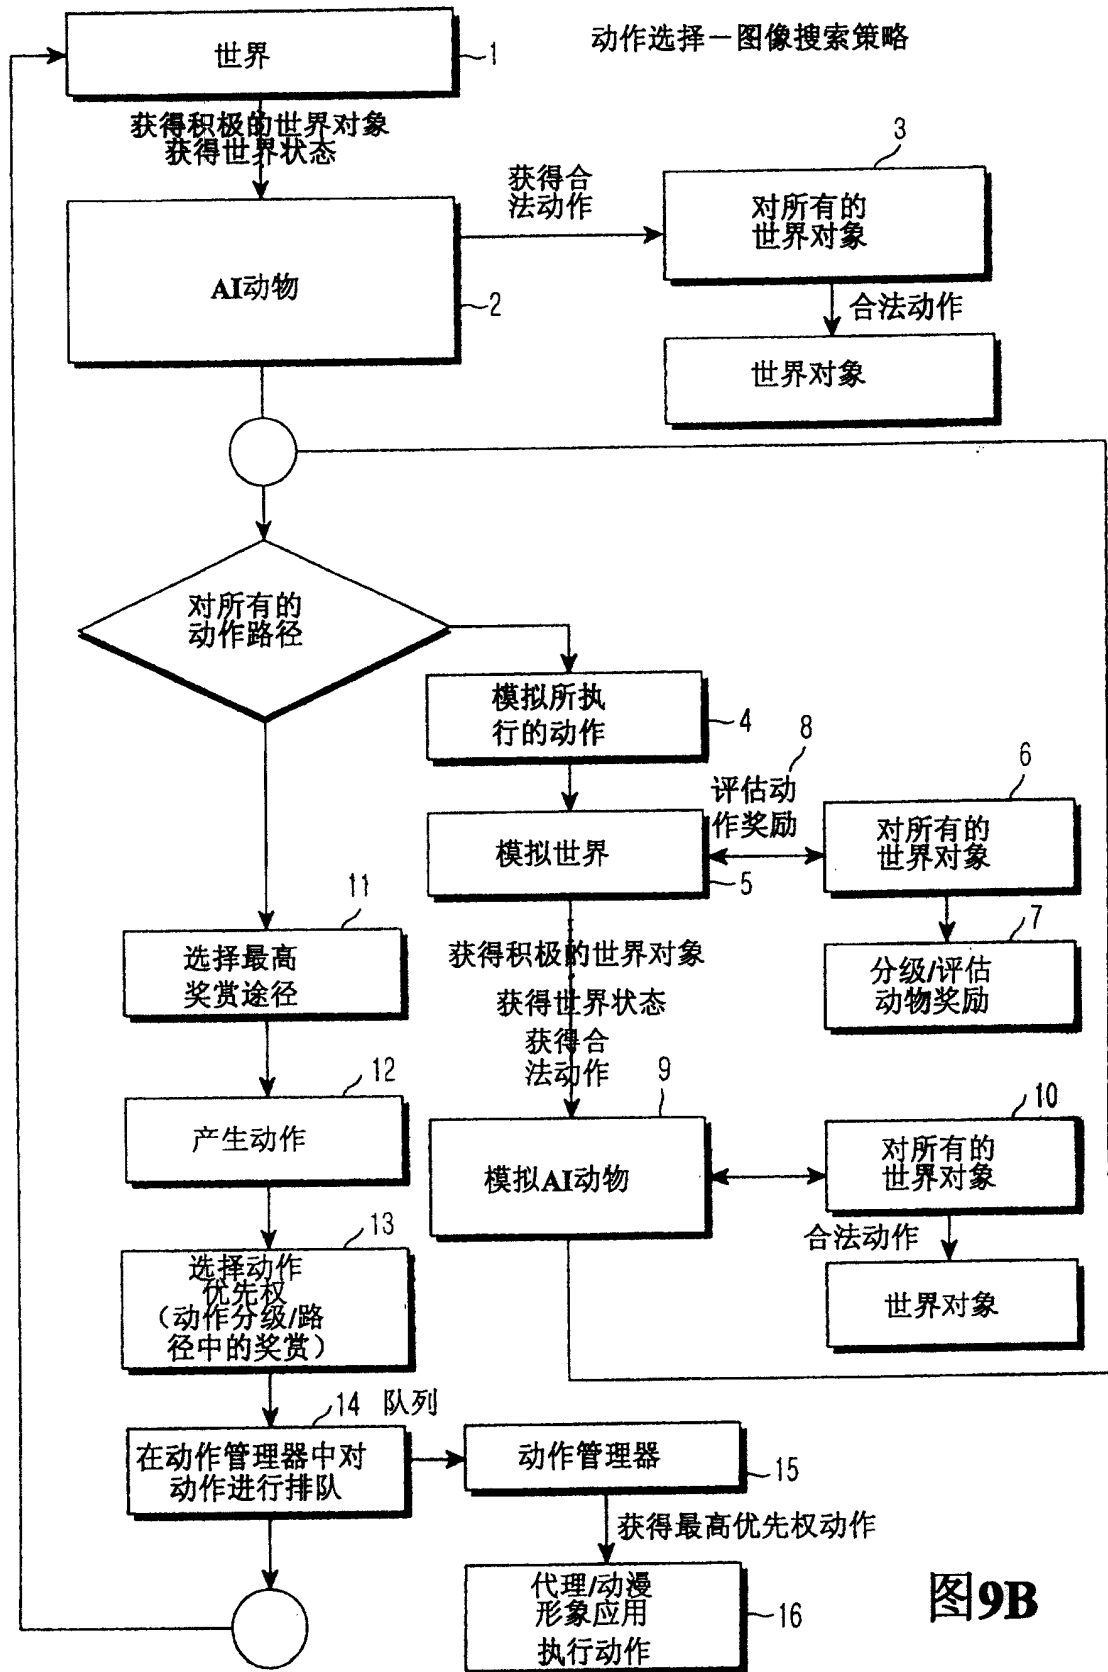 动作选择－图像搜索策略
世界
1
获得积极的世界对象
获得世界状态
AI动物
2
获得合
法动作
3
对所有的
世界对象
合法动作
世界对象
对所有的
动作路径
模拟所执
行的动作
4
模拟世界
5
8
评估动
作奖励
6
对所有的
世界对象
7
分级/评估
动物奖励
获得积极的世界对象
获得世界状态
获得合
法动作
9
模拟AI动物
10
对所有的
世界对象
合法动作
世界对象
11
选择最高
奖赏途径
12
产生动作
13
选择动作
优先权
（动作分级/路
径中的奖赏）
14
队列
在动作管理器中对
动作进行排队
动作管理器
15
获得最高优先权动作
代理/动漫
形象应用
执行动作
16
图9B